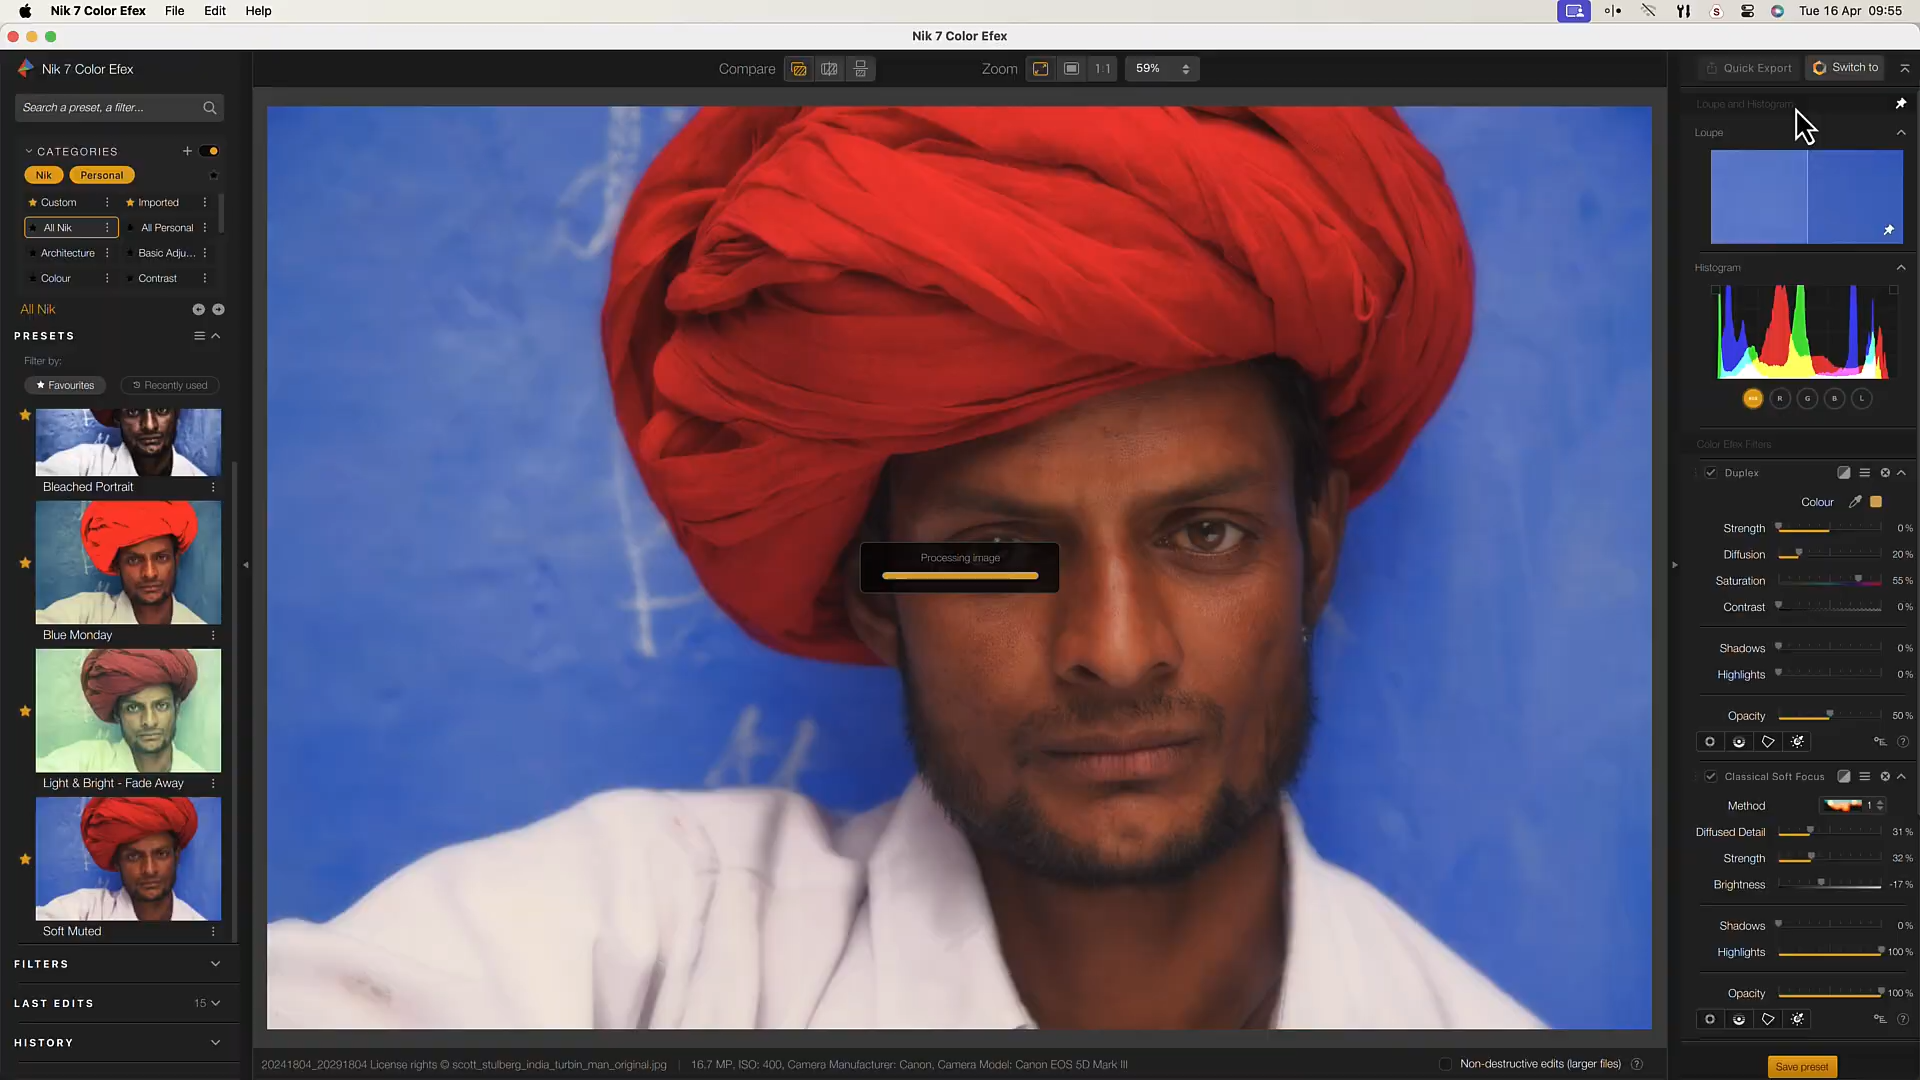 Nik 7 Color Efex File Edit Help
Tue 16 Apr 09:55
Nik 7 Color Efex
Nik 7 Color Efex
Compare
Zoom
1:1
59%
Quick Export
Switch to
Search a preset, a filter...
CATEGORIES
Nik
Personal
Custom
Imported
All Nik
All Personal
Architecture
Basic Adju...
Colour
Contrast
All Nik
PRESETS
Filter by:
Favourites
Recently used
Bleached Portrait
Blue Monday
Light & Bright - Fade Away
Soft Muted
FILTERS
LAST EDITS 15
HISTORY
Processing image
20241804_20291804 License rights © scott_stulberg_india_turbin_man_original.jpg | 16.7 MP, ISO: 400, Camera Manufacturer: Canon, Camera Model: Canon EOS 5D Mark III
Non-destructive edits (larger files)
Loupe and Histogram
Loupe
Histogram
R G B L
Color Efex Filters
Duplex
Colour
Strength 0 %
Diffusion 20 %
Saturation 55 %
Contrast 0 %
Shadows 0 %
Highlights 0 %
Opacity 50 %
Classical Soft Focus
Method 1
Diffused Detail 31 %
Strength 32 %
Brightness -17 %
Shadows 0 %
Highlights 100 %
Opacity 100 %
Save preset